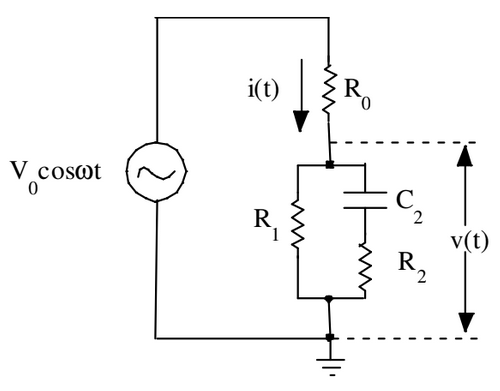 i(t)
R0
V0cosωt
R1
C2
R2
v(t)